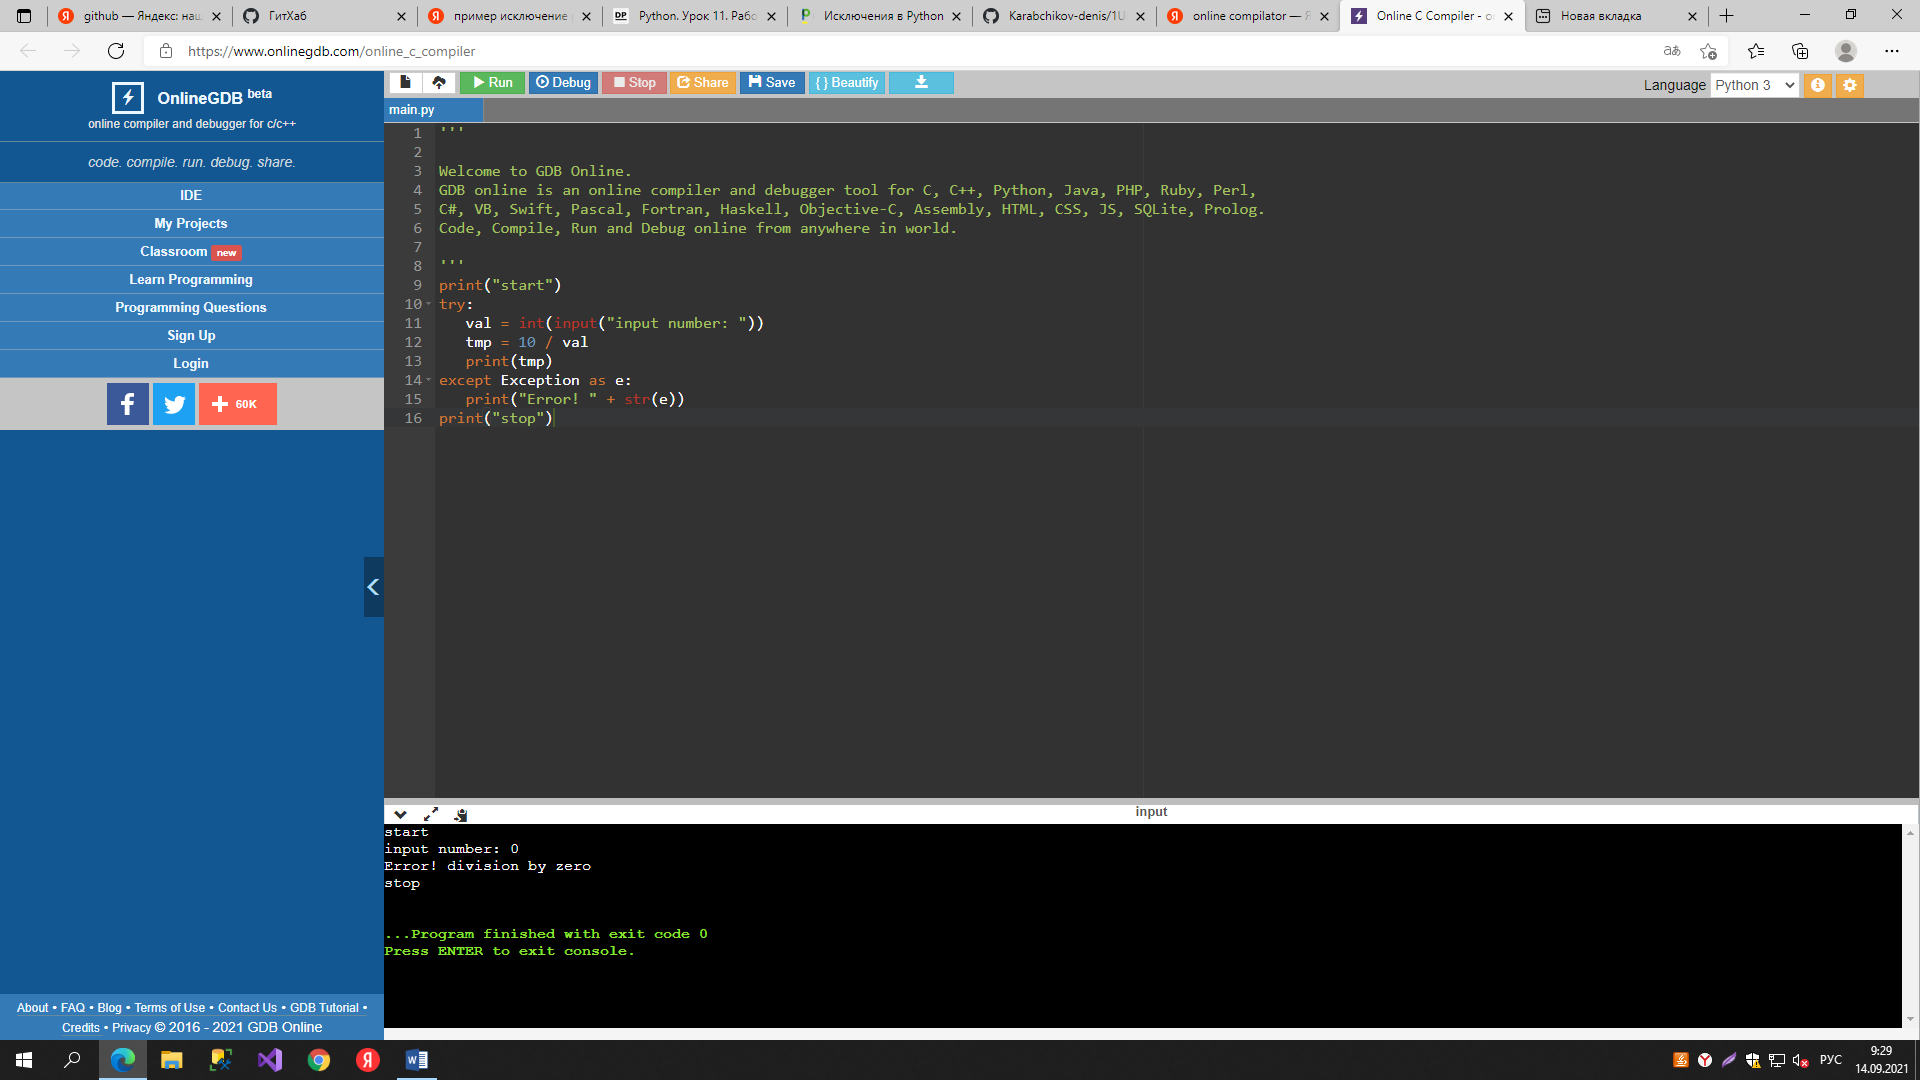 github — Яндекс: наш
ГитХаб
пример исключение
Python. Урок 11. Рабо
Исключения в Python
Karabchikov-denis/1U
online compilator — Я
Online C Compiler - o
Новая вкладка
https://www.onlinegdb.com/online_c_compiler
OnlineGDB beta
online compiler and debugger for c/c++
code. compile. run. debug. share.
IDE
My Projects
Classroom new
Learn Programming
Programming Questions
Sign Up
Login
60K
About • FAQ • Blog • Terms of Use • Contact Us • GDB Tutorial •
Credits • Privacy © 2016 - 2021 GDB Online
Run Debug Stop Share Save { } Beautify
Language Python 3
main.py
1 '''
2
3 Welcome to GDB Online.
4 GDB online is an online compiler and debugger tool for C, C++, Python, Java, PHP, Ruby, Perl,
5 C#, VB, Swift, Pascal, Fortran, Haskell, Objective-C, Assembly, HTML, CSS, JS, SQLite, Prolog.
6 Code, Compile, Run and Debug online from anywhere in world.
7
8 '''
9 print("start")
10 try:
11    val = int(input("input number: "))
12    tmp = 10 / val
13    print(tmp)
14 except Exception as e:
15    print("Error! " + str(e))
16 print("stop")
input
start
input number: 0
Error! division by zero
stop
...Program finished with exit code 0
Press ENTER to exit console.
РУС
9:29
14.09.2021